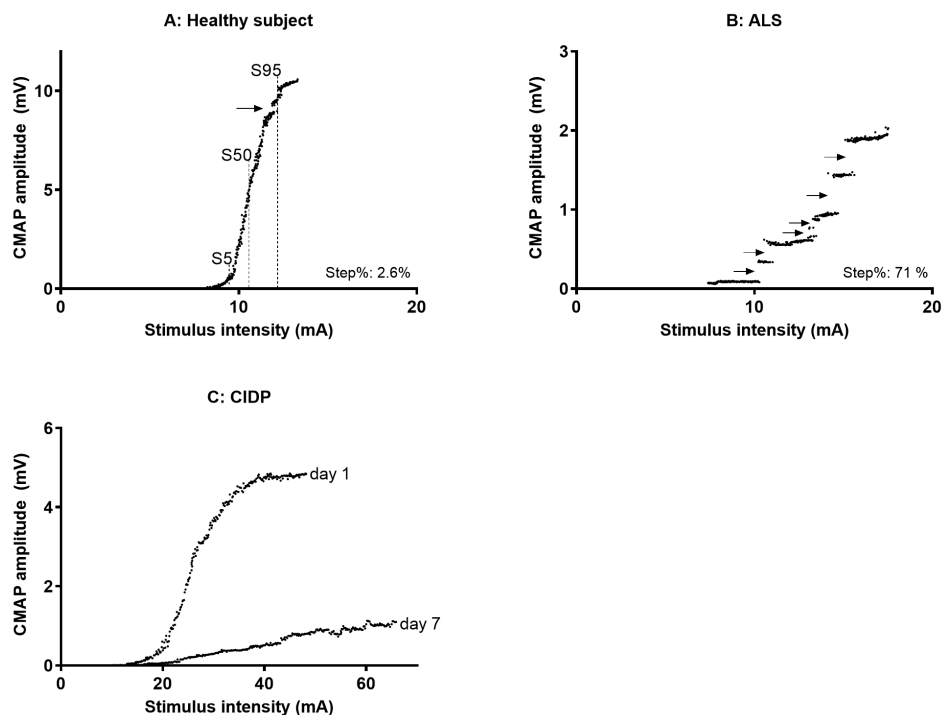 A: Healthy subject
CMAP amplitude (mV)
10
5
0
S95
S50
S5
Step%: 2.6%
0
10
20
Stimulus intensity (mA)
B: ALS
CMAP amplitude (mV)
3
2
1
0
Step%: 71 %
0
10
20
Stimulus intensity (mA)
C: CIDP
CMAP amplitude (mV)
6
4
2
0
day 1
day 7
0
20
40
60
Stimulus intensity (mA)